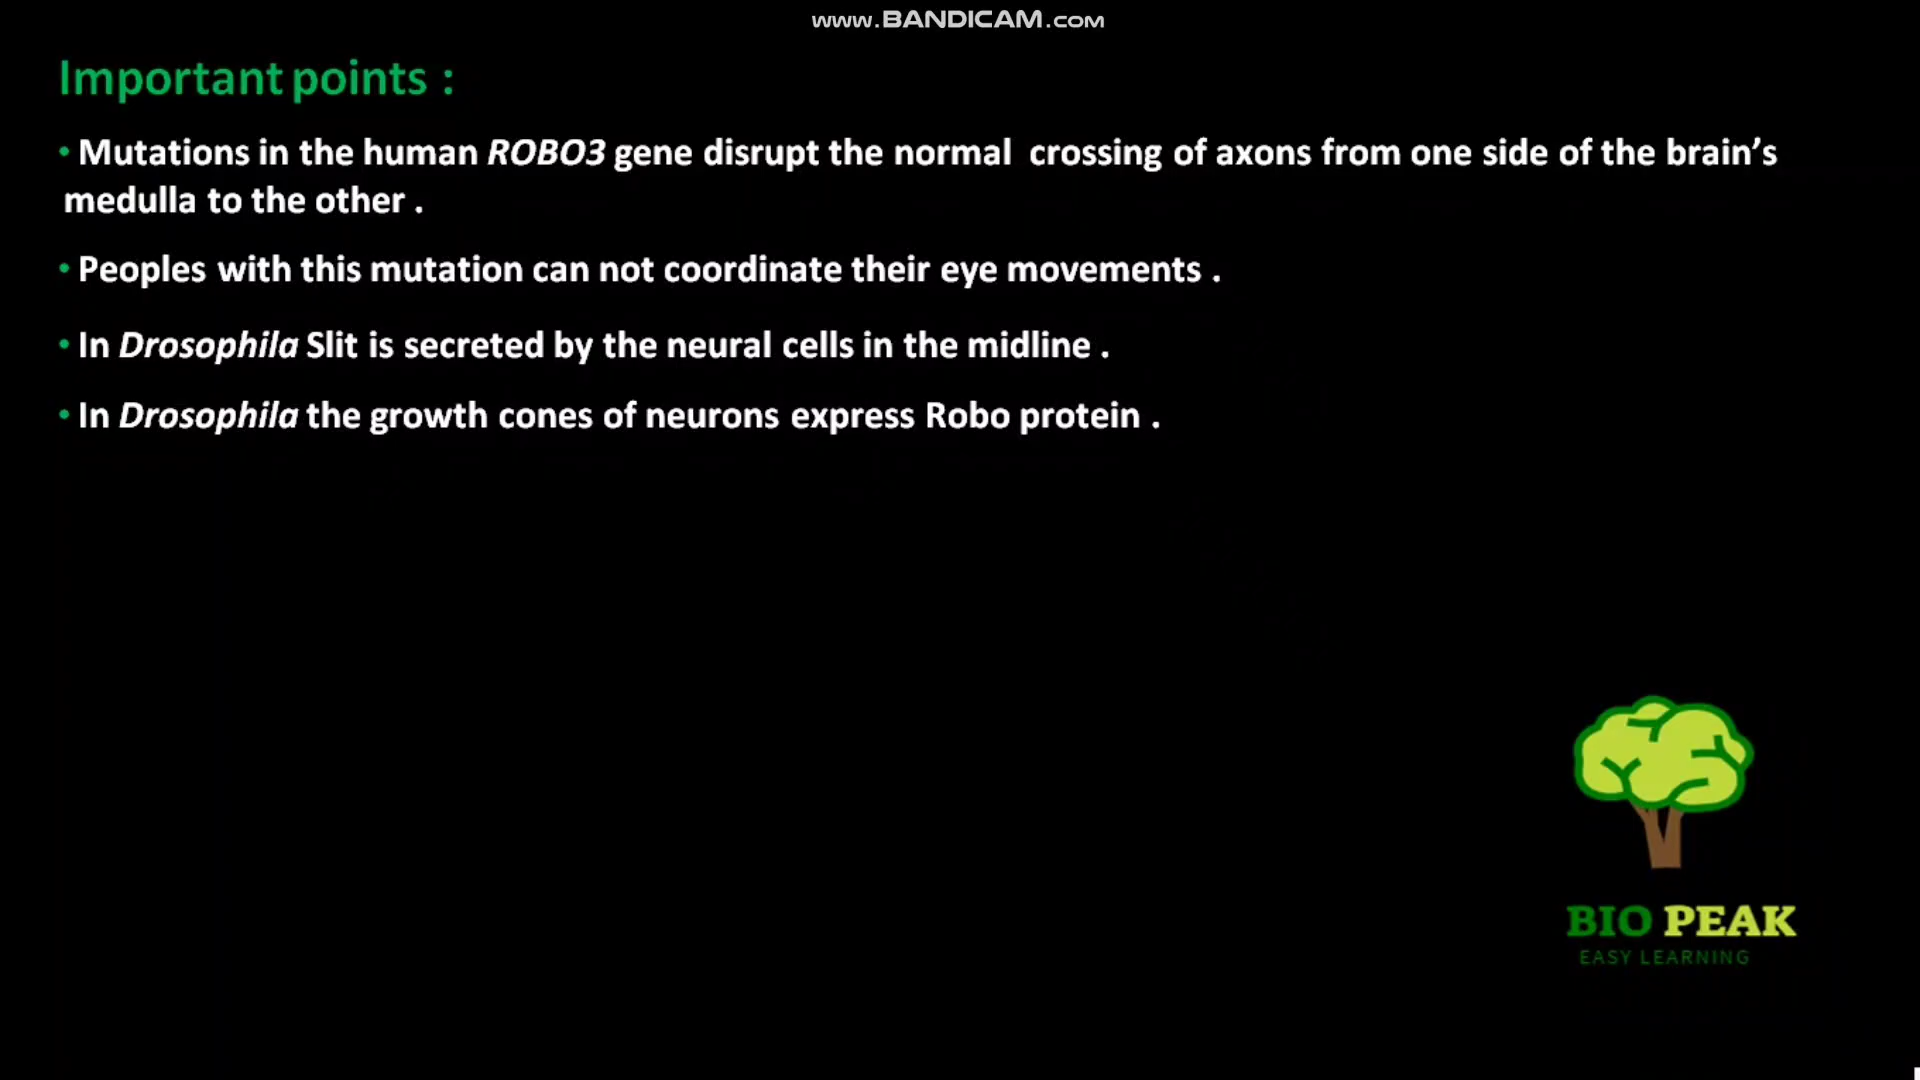 www.BANDICAM.com
Important points :
• Mutations in the human ROBO3 gene disrupt the normal  crossing of axons from one side of the brain’s
medulla to the other .
• Peoples with this mutation can not coordinate their eye movements .
• In Drosophila Slit is secreted by the neural cells in the midline .
• In Drosophila the growth cones of neurons express Robo protein .
BIO PEAK
EASY LEARNING